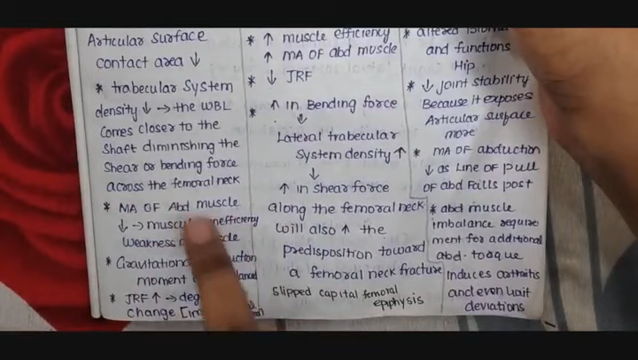 Articular Surface
contact area ↓
* trabecular System
density ↓ → the WBL
Comes closer to the
Shaft diminishing the
Shear or bending force
across the femoral neck
* MA OF Abd muscle
↓ → inefficiency
Weakness
* Gravitational
moment
* JRF ↑ →
change
* ↑ muscle efficiency
↑ MA OF abd muscle
* ↓ JRF
* ↑ in Bending force
↓
Lateral trabecular
System density ↑
↓
↑ in shear force
along the femoral neck
will also ↑ the
predisposition toward
a femoral neck fracture
Slipped capital femoral
epiphysis
* altered
and functions
Hip.
* ↓ joint stability
Because it exposes
Articular surface
more
* MA OF abduction
↓ as Line of pull
OF abd Falls post
* abd muscle
imbalance require
ment for additional
abd. torque
Induces arthritis
and even
deviations